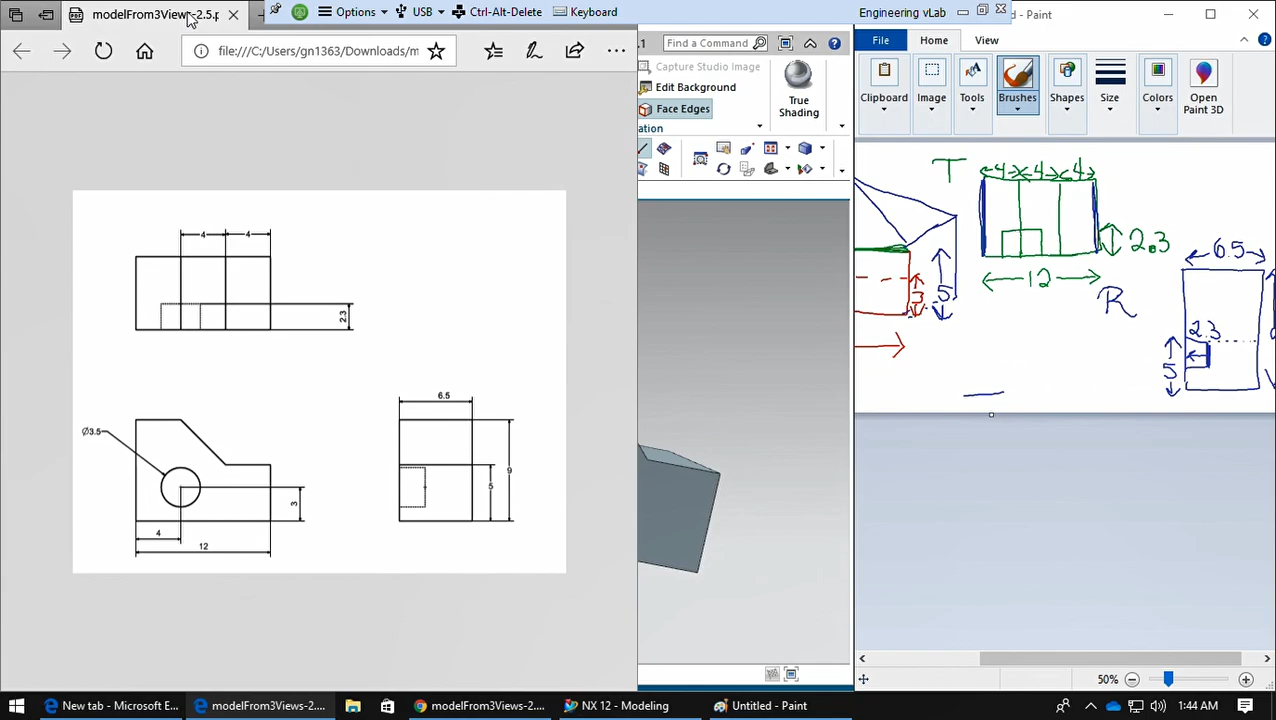 modelFrom3Views-2.5.p
Options
USB
Ctrl-Alt-Delete
Keyboard
Engineering vLab
d - Paint
file:///C:/Users/gn1363/Downloads/m
.1
Find a Command
Capture Studio Image
Edit Background
Face Edges
True
Shading
ation
File
Home
View
Clipboard
Image
Tools
Brushes
Shapes
Size
Colors
Open
Paint 3D
4
4
2.3
Ø3.5
3
4
12
6.5
9
5
T
4
4
4
2.3
12
3
5
R
6.5
2.3
5
50%
New tab - Microsoft E...
modelFrom3Views-2....
modelFrom3Views-2....
NX 12 - Modeling
Untitled - Paint
1:44 AM